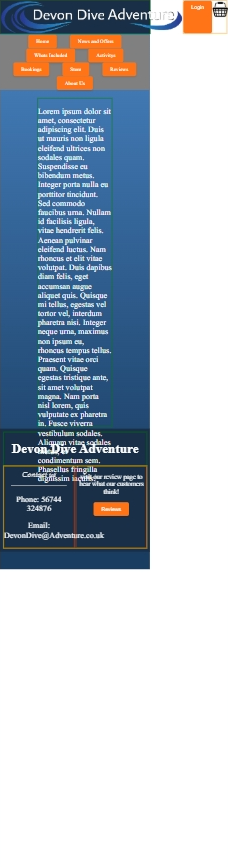 Devon Dive Adventure
Login
Home
News and Offers
Whats Included
Activities
Bookings
Store
Reviews
About Us
Lorem ipsum dolor sit
amet, consectetur
adipiscing elit. Duis
ut mauris non ligula
eleifend ultrices non
sodales quam.
Suspendisse eu
bibendum metus.
Integer porta nulla eu
porttitor tincidunt.
Sed commodo
faucibus urna. Nullam
id facilisis ligula,
vitae hendrerit felis.
Aenean pulvinar
eleifend luctus. Nam
rhoncus et elit vitae
volutpat. Duis dapibus
diam felis, eget
accumsan augue
aliquet quis. Quisque
mi tellus, egestas vel
tortor vel, interdum
pharetra nisi. Integer
neque urna, maximus
non ipsum eu,
rhoncus tempus tellus.
Praesent vitae orci
quam. Quisque
egestas tristique ante,
sit amet volutpat
magna. Nam porta
nisl lorem, quis
vulputate ex pharetra
in. Fusce viverra
vestibulum sodales.
Aliquam vitae sodales
Devon Dive Adventure
condimentum sem.
Phasellus fringilla
dignissim iaculis.
Contact us
Phone: 56744
324876
Email:
DevonDive@Adventure.co.uk
our review page to
hear what our customers
think!
Reviews